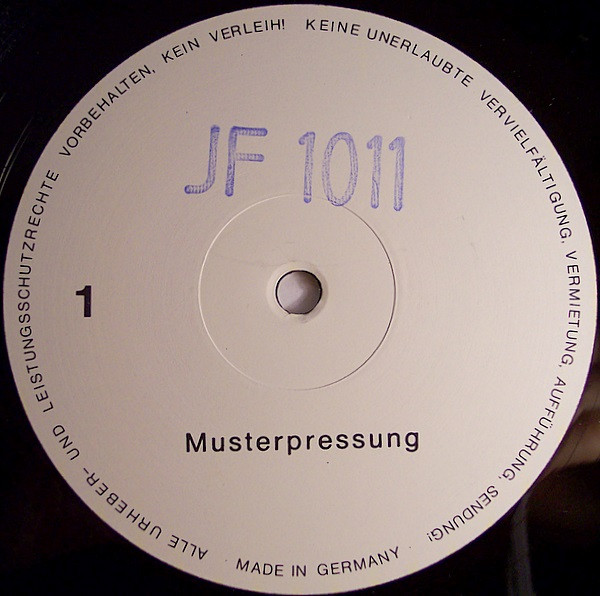 ALLE URHEBER- UND LEISTUNGSSCHUTZRECHTE VORBEHALTEN, KEIN VERLEIH! KEINE UNERLAUBTE VERVIELFÄLTIGUNG, VERMIETUNG, AUFFÜHRUNG, SENDUNG!
JF 1011
1
Musterpressung
· MADE IN GERMANY ·